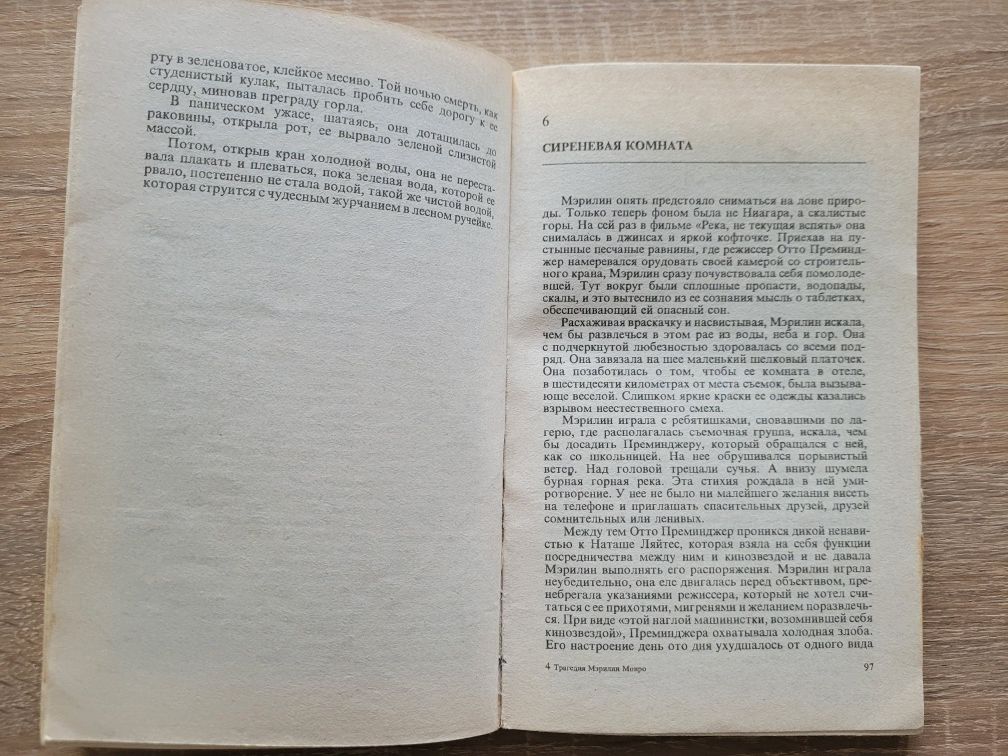 рту в зеленоватое, клейкое месиво. Той ночью смерть, как
студенистый кулак, пыталась пробить себе дорогу к ее
сердцу, миновав преграду горла.
В паническом ужасе, шатаясь, она дотащилась до
раковины, открыла рот, ее вырвало зеленой слизистой
массой.
Потом, открыв кран холодной воды, она не переста-
вала плакать и плеваться, пока зеленая вода, которой ее
рвало, постепенно не стала водой, такой же чистой водой,
которая струится с чудесным журчанием в лесном ручейке.
6
СИРЕНЕВАЯ КОМНАТА
Мэрилин опять предстояло сниматься на лоне приро-
ды. Только теперь фоном была не Ниагара, а скалистые
горы. На сей раз в фильме «Река, не текущая вспять» она
снималась в джинсах и яркой кофточке. Приехав на пу-
стынные песчаные равнины, где режиссер Отто Преминд-
жер намеревался орудовать своей камерой со строитель-
ного крана, Мэрилин сразу почувствовала себя помолоде-
вшей. Тут вокруг были сплошные пропасти, водопады,
скалы, и это вытеснило из ее сознания мысль о таблетках,
обеспечивающий ей опасный сон.
Расхаживая враскачку и насвистывая, Мэрилин искала,
чем бы развлечься в этом рае из воды, неба и гор. Она
с подчеркнутой любезностью здоровалась со всеми под-
ряд. Она завязала на шее маленький шелковый платочек.
Она позаботилась о том, чтобы ее комната в отеле,
в шестидесяти километрах от места съемок, была вызыва-
юще веселой. Слишком яркие краски ее одежды казались
взрывом неестественного смеха.
Мэрилин играла с ребятишками, сновавшими по ла-
герю, где располагалась съемочная группа, искала, чем
бы досадить Преминджеру, который обращался с ней,
как со школьницей. На нее обрушивался порывистый
ветер. Над головой трещали сучья. А внизу шумела
бурная горная река. Эта стихия рождала в ней уми-
ротворение. У нее не было ни малейшего желания висеть
на телефоне и приглашать спасительных друзей, друзей
сомнительных или ленивых.
Между тем Отто Преминджер проникся дикой ненави-
стью к Наташе Ляйтес, которая взяла на себя функции
посредничества между ним и кинозвездой и не давала
Мэрилин выполнять его распоряжения. Мэрилин играла
неубедительно, она еле двигалась перед объективом, пре-
небрегала указаниями режиссера, который не хотел счи-
таться с ее прихотями, мигренями и желанием поразвлечь-
ся. При виде «этой наглой машинистки, возомнившей себя
кинозвездой», Преминджера охватывала холодная злоба.
Его настроение день ото дня ухудшалось от одного вида
4 Трагедия Мэрилин Монро
97